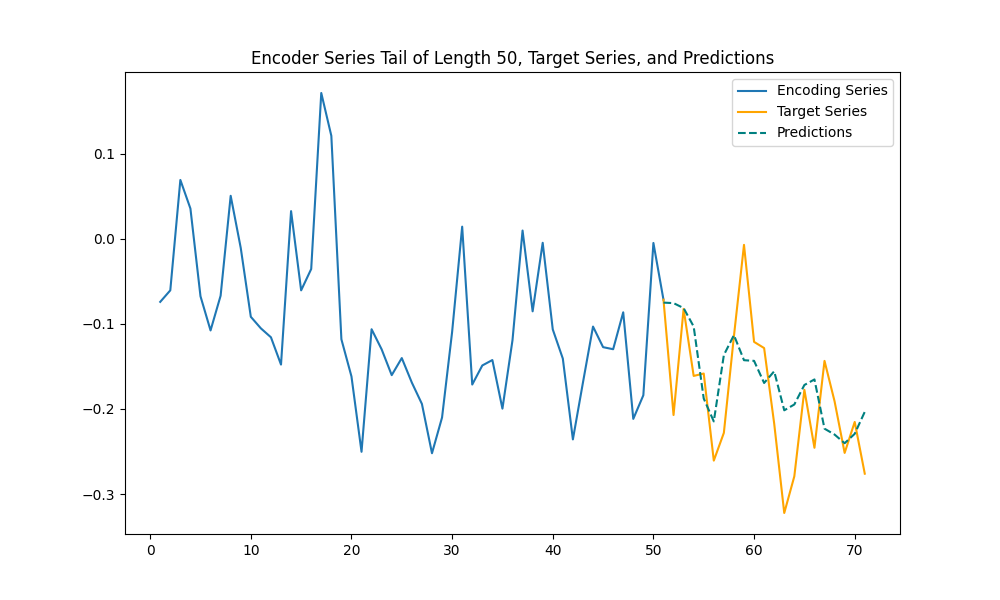 Encoder Series Tail of Length 50, Target Series, and Predictions
Encoding Series
Target Series
Predictions
0.1
0.0
−0.1
−0.2
−0.3
0 10 20 30 40 50 60 70